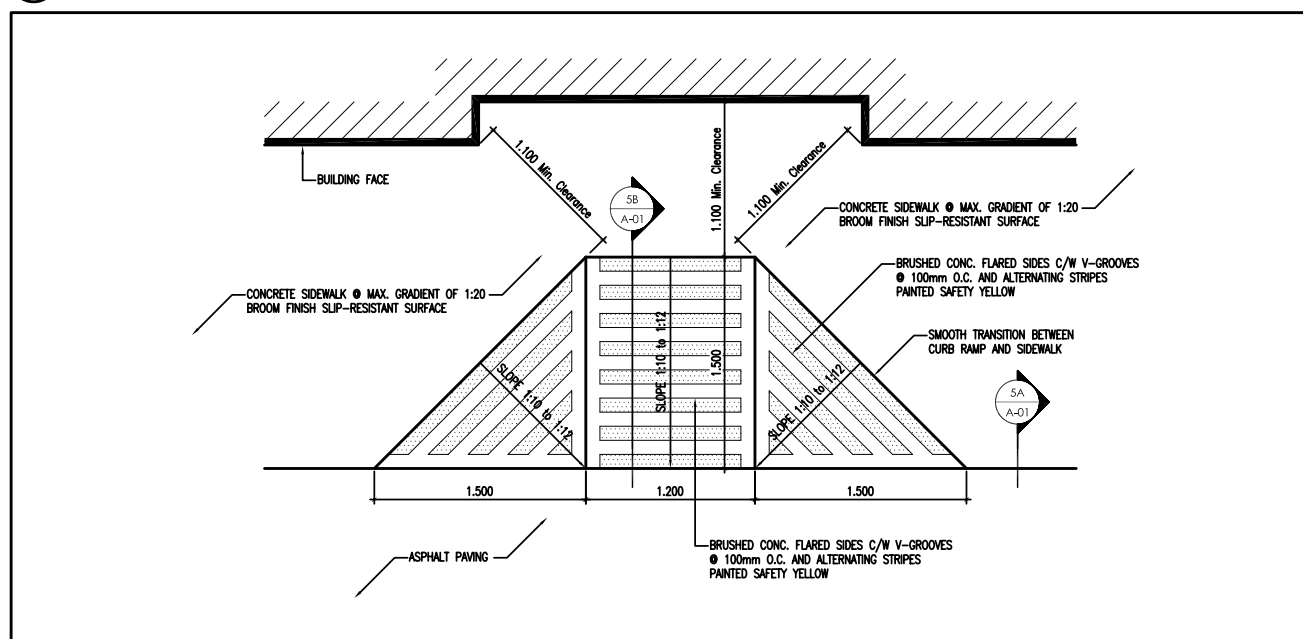 BUILDING FACE
1.100 Min. Clearance
1.100 Min. Clearance
1.100 Min. Clearance
5B
A-01
CONCRETE SIDEWALK @ MAX. GRADIENT OF 1:20
BROOM FINISH SLIP-RESISTANT SURFACE
BRUSHED CONC. FLARED SIDES C/W V-GROOVES
@ 100mm O.C. AND ALTERNATING STRIPES
PAINTED SAFETY YELLOW
CONCRETE SIDEWALK @ MAX. GRADIENT OF 1:20
BROOM FINISH SLIP-RESISTANT SURFACE
SMOOTH TRANSITION BETWEEN
CURB RAMP AND SIDEWALK
SLOPE 1:10 to 1:12
SLOPE 1:10 to 1:12
1.500
SLOPE 1:10 to 1:12
5A
A-01
1.500
1.200
1.500
ASPHALT PAVING
BRUSHED CONC. FLARED SIDES C/W V-GROOVES
@ 100mm O.C. AND ALTERNATING STRIPES
PAINTED SAFETY YELLOW